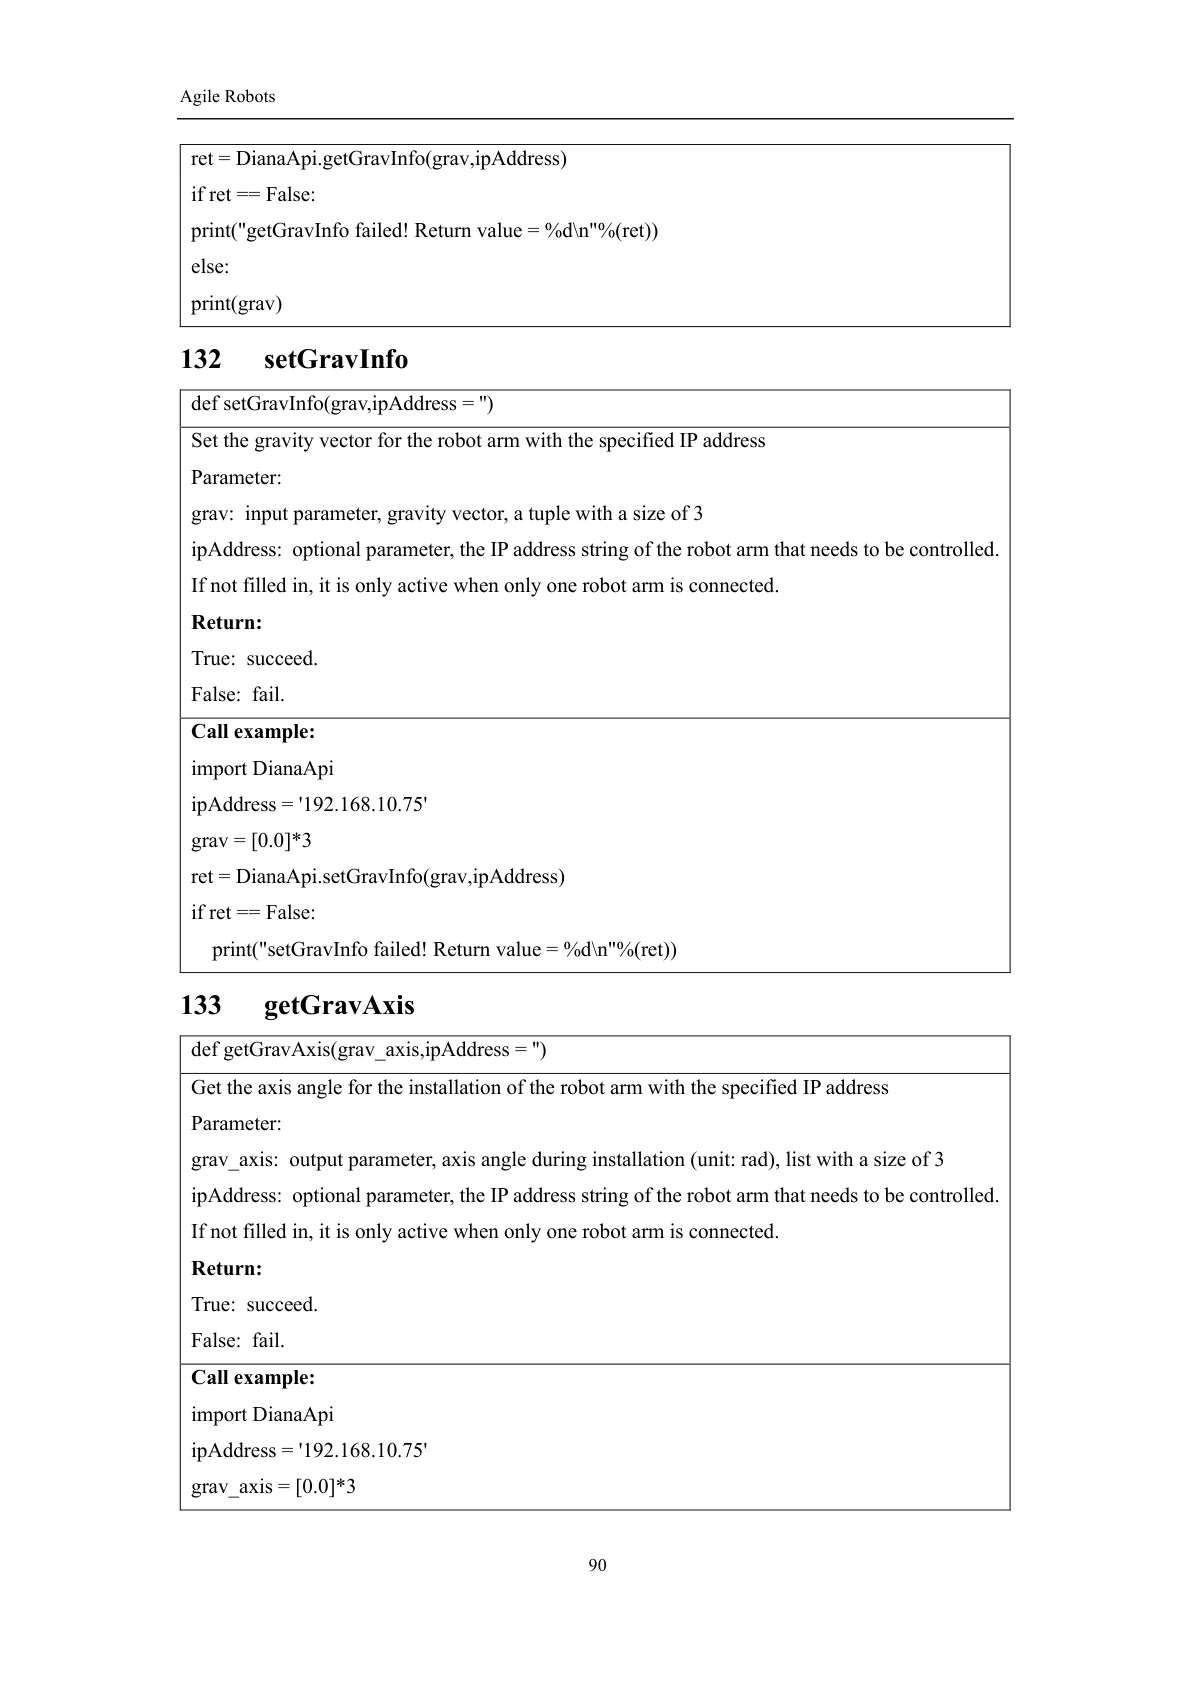 Agile Robots
ret = DianaApi.getGravInfo(grav,ipAddress)
if ret == False:
print("getGravInfo failed! Return value = %d\n"%(ret))
else:
print(grav)
132 setGravInfo
def setGravInfo(grav,ipAddress = '')
Set the gravity vector for the robot arm with the specified IP address
Parameter:
grav: input parameter, gravity vector, a tuple with a size of 3
ipAddress: optional parameter, the IP address string of the robot arm that needs to be controlled.
If not filled in, it is only active when only one robot arm is connected.
Return:
True: succeed.
False: fail.
Call example:
import DianaApi
ipAddress = '192.168.10.75'
grav = [0.0]*3
ret = DianaApi.setGravInfo(grav,ipAddress)
if ret == False:
print("setGravInfo failed! Return value = %d\n"%(ret))
133 getGravAxis
def getGravAxis(grav_axis,ipAddress = '')
Get the axis angle for the installation of the robot arm with the specified IP address
Parameter:
grav_axis: output parameter, axis angle during installation (unit: rad), list with a size of 3
ipAddress: optional parameter, the IP address string of the robot arm that needs to be controlled.
If not filled in, it is only active when only one robot arm is connected.
Return:
True: succeed.
False: fail.
Call example:
import DianaApi
ipAddress = '192.168.10.75'
grav_axis = [0.0]*3
90